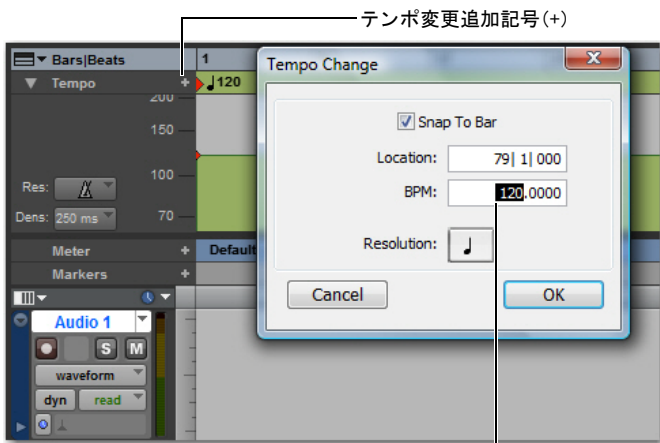 テンポ変更追加記号(+)
Bars|Beats
1
Tempo
+
120
200
150
100
Res:
Dens: 250 ms
70
Meter
+
Default
Markers
+
Audio 1
S M
waveform
dyn read
Tempo Change
Snap To Bar
Location: 79| 1| 000
BPM: 120.0000
Resolution:
Cancel OK